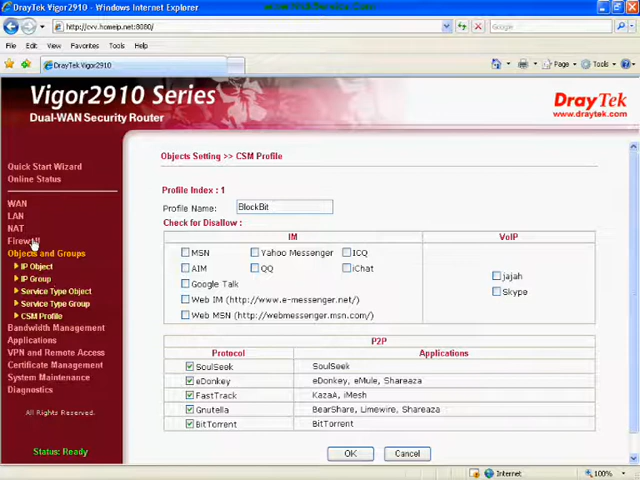 DrayTek Vigor2910 - Windows Internet Explorer
http://cvv.homeip.net:8080/
Google
File Edit View Favorites Tools Help
DrayTek Vigor2910
Page Tools
Vigor2910 Series
Dual-WAN Security Router
DrayTek
www.draytek.com
Quick Start Wizard
Online Status
WAN
LAN
NAT
Firewall
Objects and Groups
IP Object
IP Group
Service Type Object
Service Type Group
CSM Profile
Bandwidth Management
Applications
VPN and Remote Access
Certificate Management
System Maintenance
Diagnostics
All Rights Reserved.
Status: Ready
Objects Setting >> CSM Profile
Profile Index : 1
Profile Name: BlockBit
Check for Disallow :
IM VoIP
MSN Yahoo Messenger ICQ
AIM QQ iChat
Google Talk
Web IM (http://www.e-messenger.net/)
Web MSN (http://webmessenger.msn.com/)
jajah
Skype
P2P
Protocol Applications
SoulSeek SoulSeek
eDonkey eDonkey, eMule, Shareaza
FastTrack KazaA, iMesh
Gnutella BearShare, Limewire, Shareaza
BitTorrent BitTorrent
OK Cancel
Internet 100%